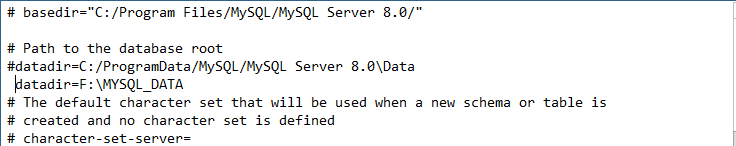 # basedir="C:/Program Files/MySQL/MySQL Server 8.0/"
# Path to the database root
#datadir=C:/ProgramData/MySQL/MySQL Server 8.0\Data
datadir=F:\MYSQL_DATA
# The default character set that will be used when a new schema or table is
# created and no character set is defined
# character-set-server=